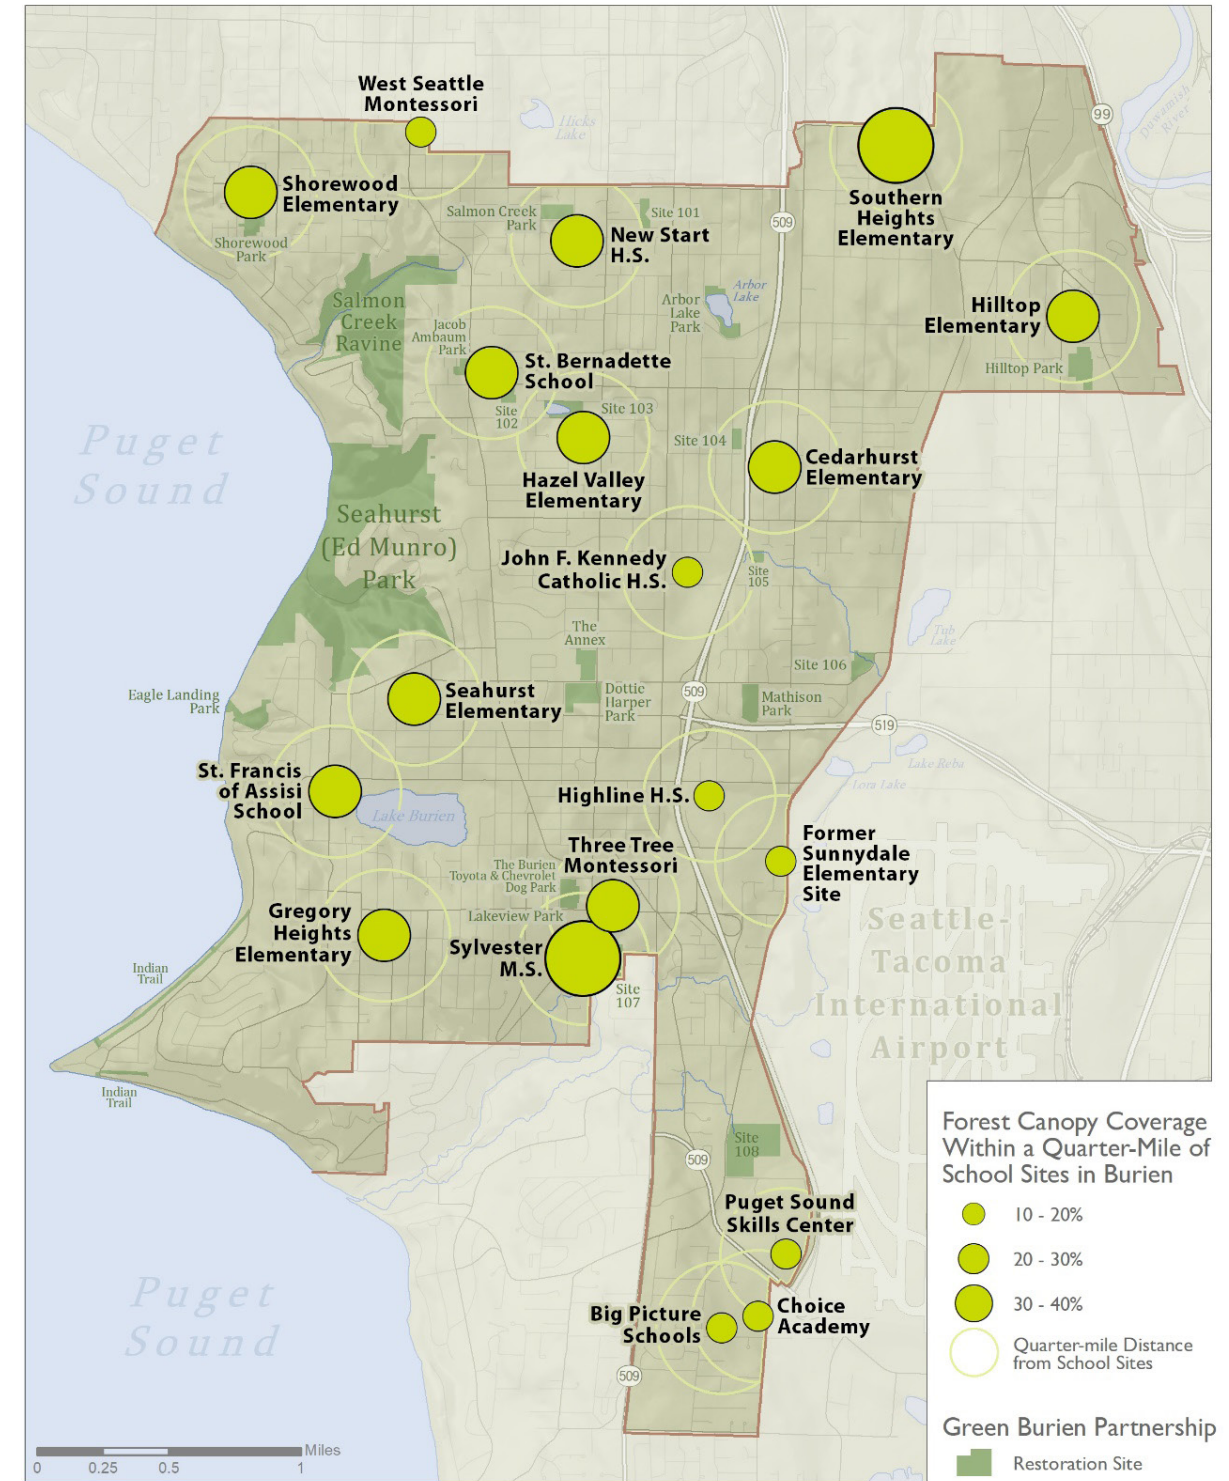 West Seattle
Montessori
Hicks
Lake
99
Duwamish
River
Shorewood
Elementary
Shorewood
Park
Salmon Creek
Park
Site 101
New Start
H.S.
509
Southern
Heights
Elementary
Salmon
Creek
Ravine
Arbor
Lake
Arbor
Lake
Park
Hilltop
Elementary
Hilltop Park
Jacob
Ambaum
Park
St. Bernadette
School
Site
102
Site 103
Hazel Valley
Elementary
Site 104
Cedarhurst
Elementary
Puget
Sound
Seahurst
(Ed Munro)
Park
John F. Kennedy
Catholic H.S.
Site
105
Tub
Lake
The
Annex
Site 106
Eagle Landing
Park
Seahurst
Elementary
Dottie
Harper
Park
509
Mathison
Park
519
Lake Reba
Lora Lake
St. Francis
of Assisi
School
Lake Burien
Highline H.S.
Former
Sunnydale
Elementary
Site
Three Tree
Montessori
The Burien
Toyota & Chevrolet
Dog Park
Lakeview Park
Gregory
Heights
Elementary
Sylvester
M.S.
Site
107
Seattle-
Tacoma
International
Airport
Indian
Trail
Indian
Trail
Site
108
509
Puget Sound
Skills Center
Big Picture
Schools
Choice
Academy
509
Puget
Sound
Forest Canopy Coverage
Within a Quarter-Mile of
School Sites in Burien
10 - 20%
20 - 30%
30 - 40%
Quarter-mile Distance
from School Sites
Green Burien Partnership
Restoration Site
Miles
0 0.25 0.5 1